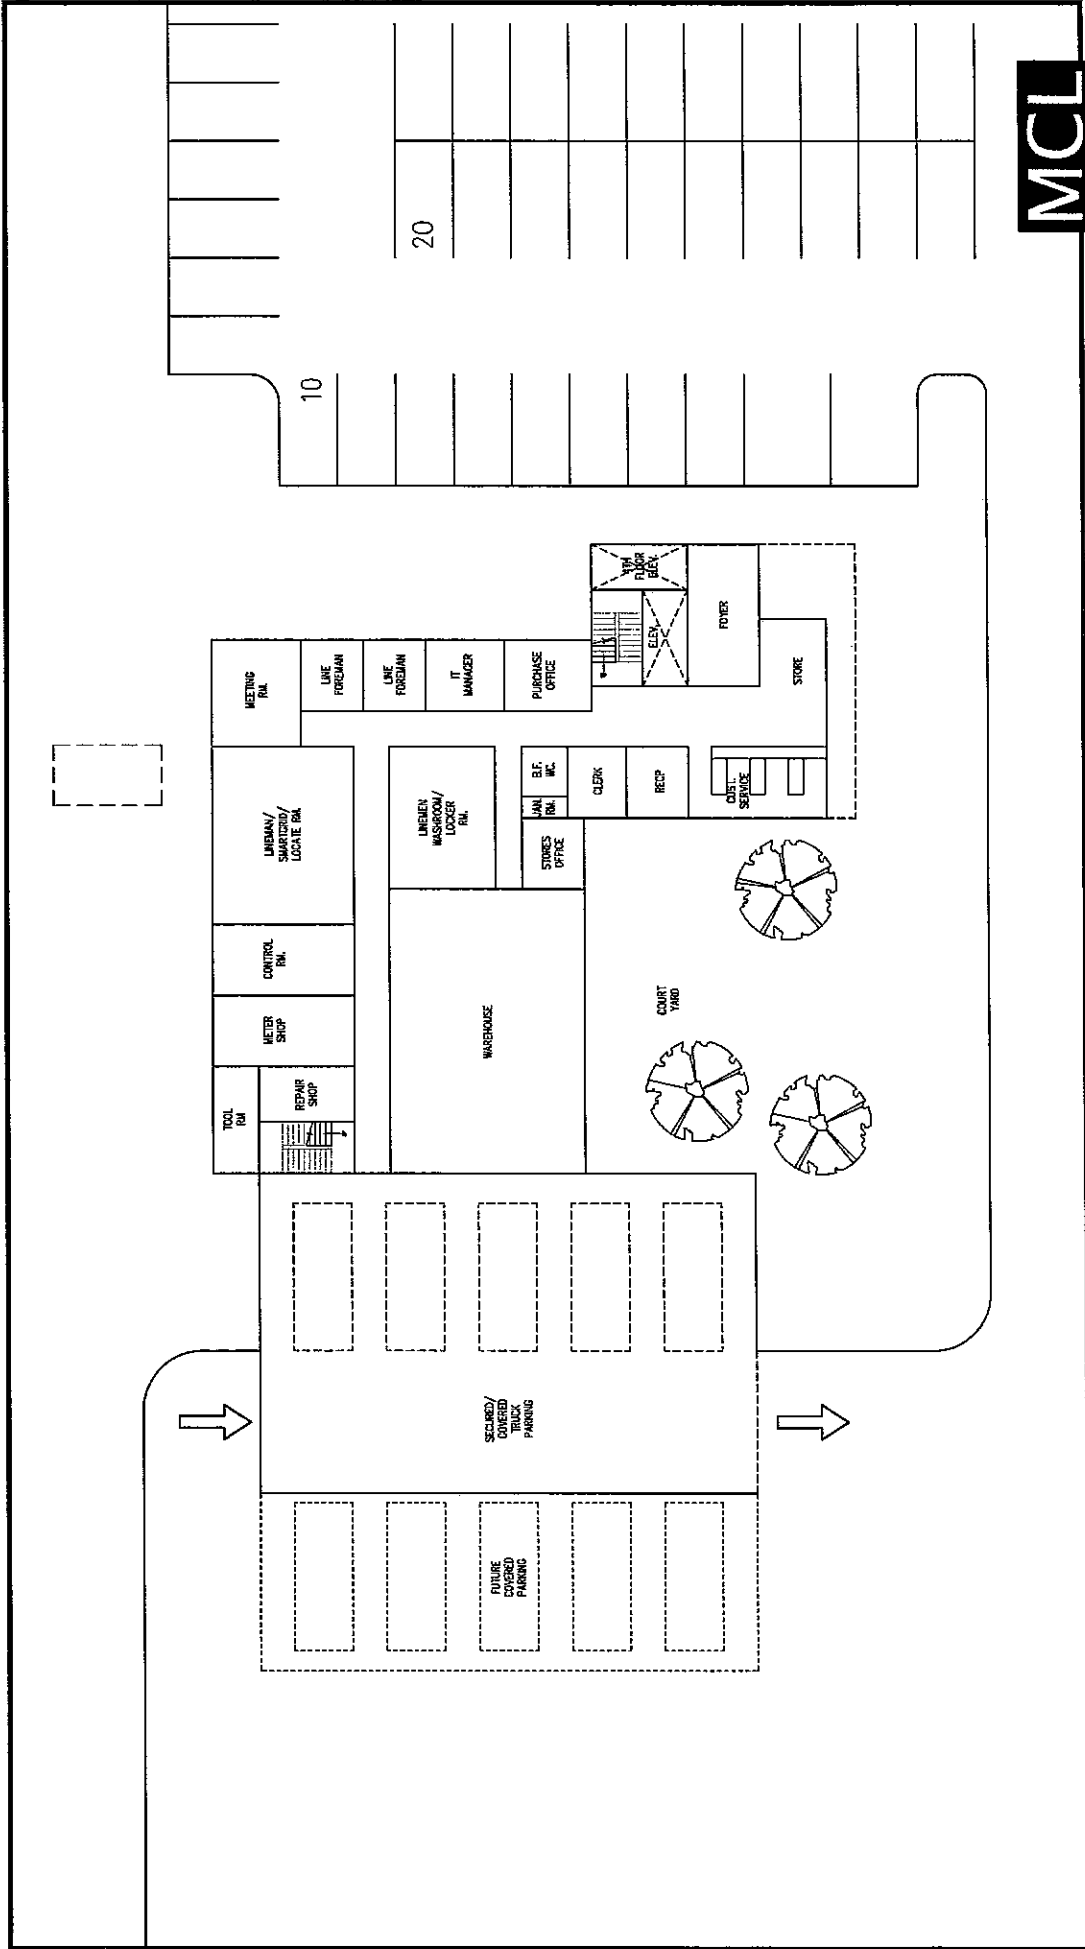 MCL
20
10
MEETING
RM.
LINE
FOREMAN
LINE
FOREMAN
IT
MANAGER
PURCHASE
OFFICE
4TH
FLOOR
ELEV.
ELEV.
FOYER
STORE
LINEMAN/
SMARTGRID/
LOCATE RM.
LINEMEN
WASHROOM/
LOCKER
RM.
B.F.
WC.
JAN.
RM.
CLERK
RECP
CUST.
SERVICE
STORES
OFFICE
CONTROL
RM.
METER
SHOP
TOOL
RM
REPAIR
SHOP
WAREHOUSE
COURT
YARD
SECURED/
COVERED
TRUCK
PARKING
FUTURE
COVERED
PARKING